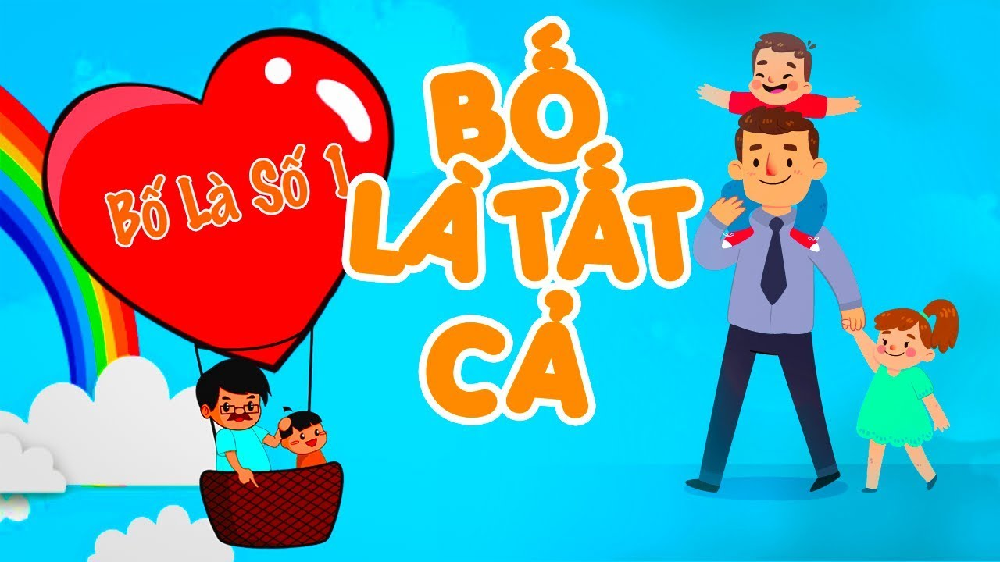 Bố Là Số 1
BỐ
LÀ TẤT
CẢ